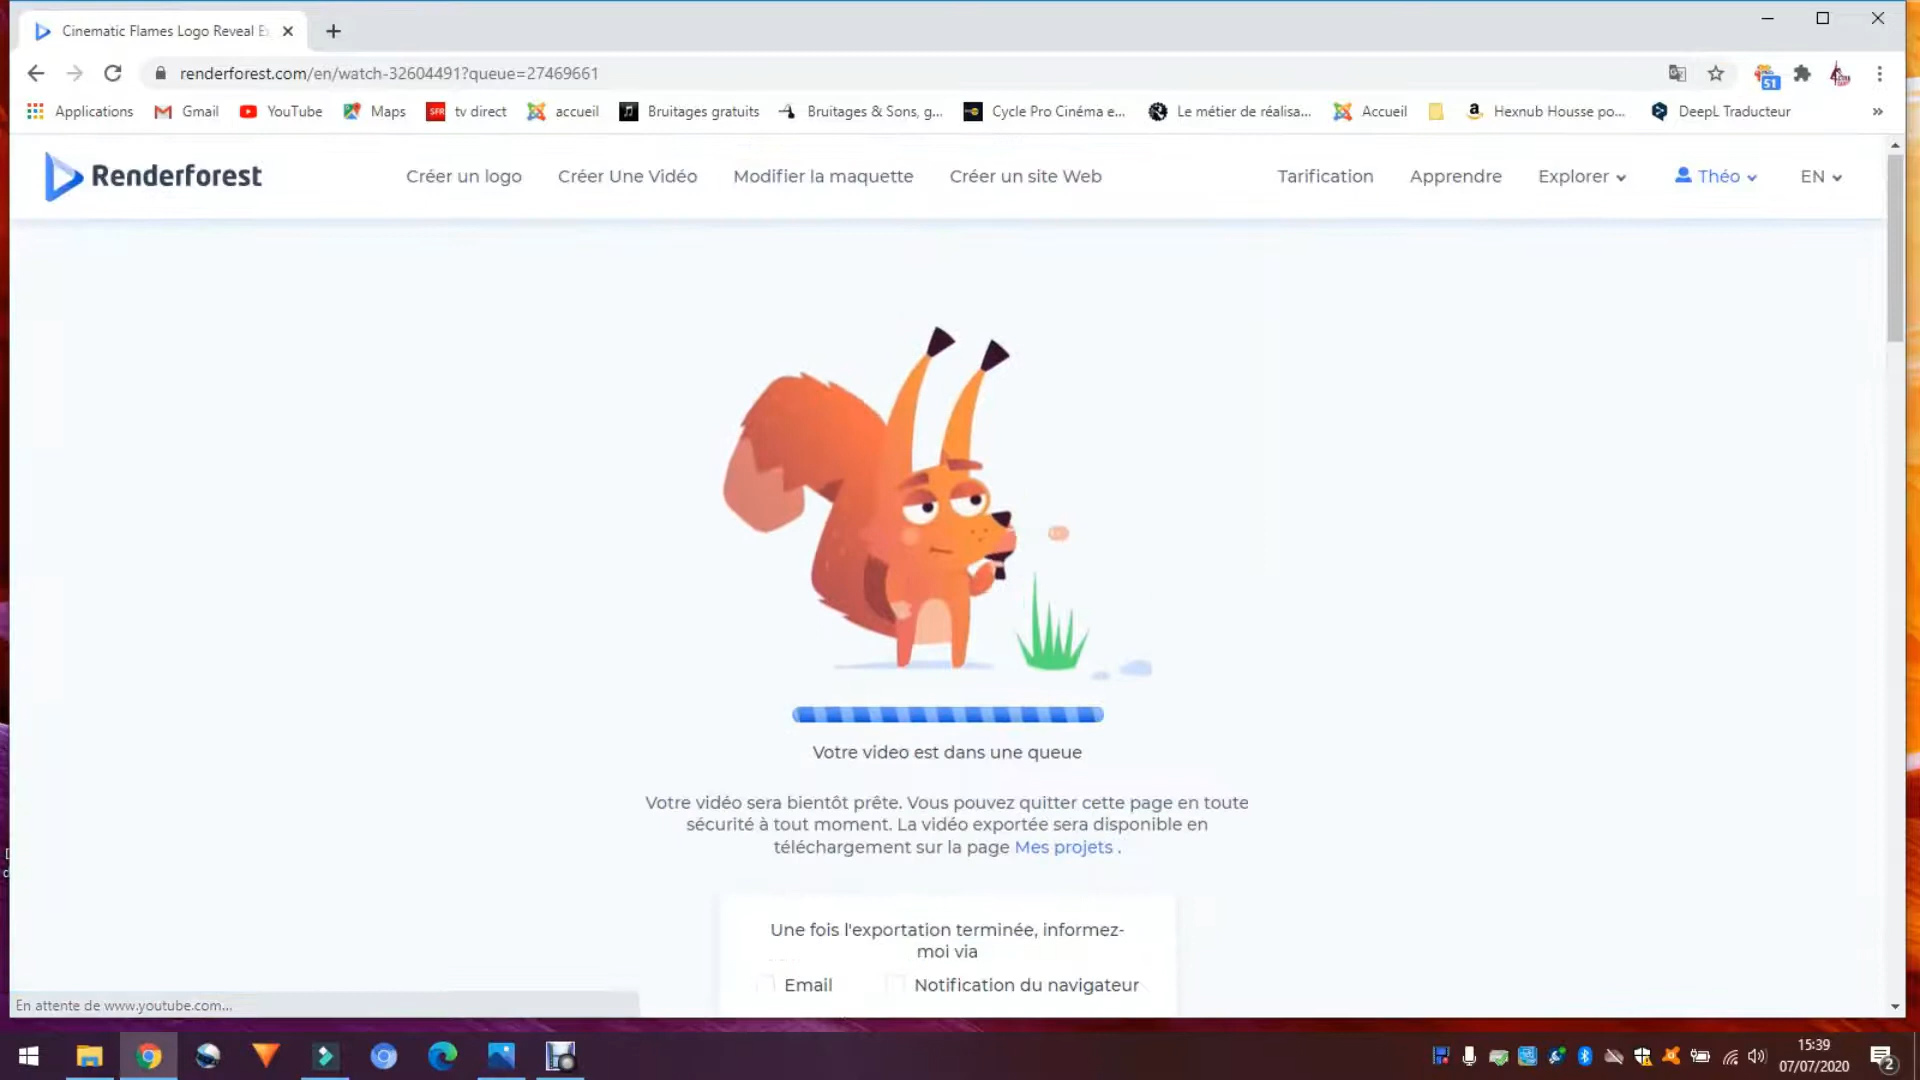 Cinematic Flames Logo Reveal E
renderforest.com/en/watch-32604491?queue=27469661
51
Applications
Gmail
YouTube
Maps
SFR
tv direct
accueil
Bruitages gratuits
Bruitages & Sons, g...
Cycle Pro Cinéma e...
Le métier de réalisa...
Accueil
Hexnub Housse po...
DeepL Traducteur
»
Renderforest
Créer un logo
Créer Une Vidéo
Modifier la maquette
Créer un site Web
Tarification
Apprendre
Explorer
Théo
EN
Votre video est dans une queue
Votre vidéo sera bientôt prête. Vous pouvez quitter cette page en toute
sécurité à tout moment. La vidéo exportée sera disponible en
téléchargement sur la page Mes projets .
Une fois l'exportation terminée, informez-
moi via
Email
Notification du navigateur
En attente de www.youtube.com...
15:39
07/07/2020
2